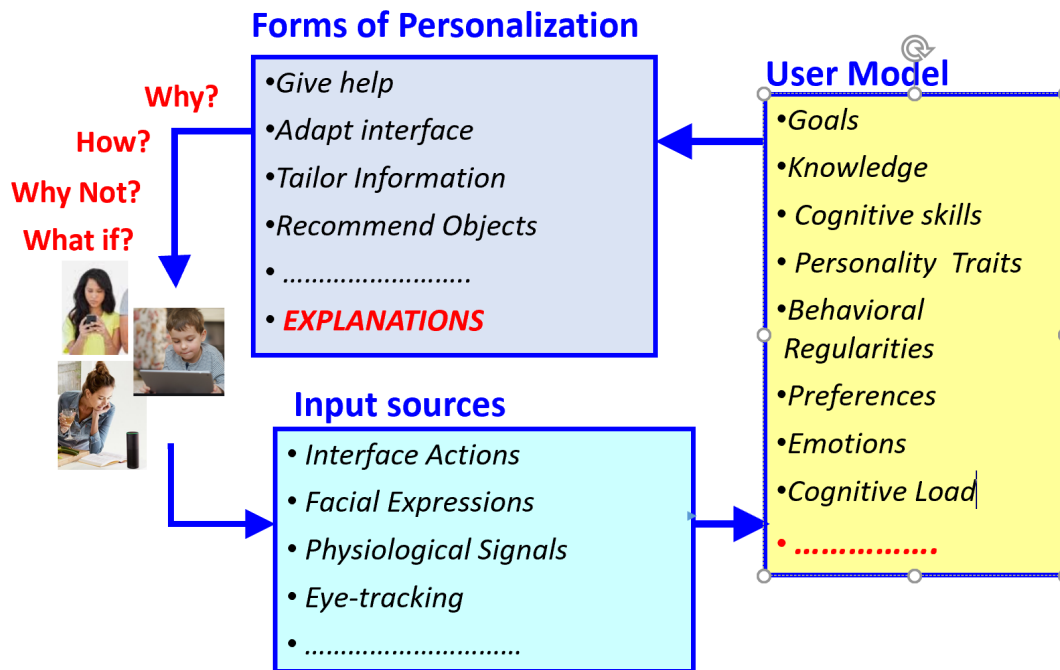 Forms of Personalization
•Give help
•Adapt interface
•Tailor Information
•Recommend Objects
• ..........................
• EXPLANATIONS
Why?
How?
Why Not?
What if?
Input sources
• Interface Actions
• Facial Expressions
• Physiological Signals
• Eye-tracking
• ..............................
User Model
•Goals
•Knowledge
• Cognitive skills
• Personality Traits
•Behavioral
Regularities
•Preferences
•Emotions
•Cognitive Load
• ................